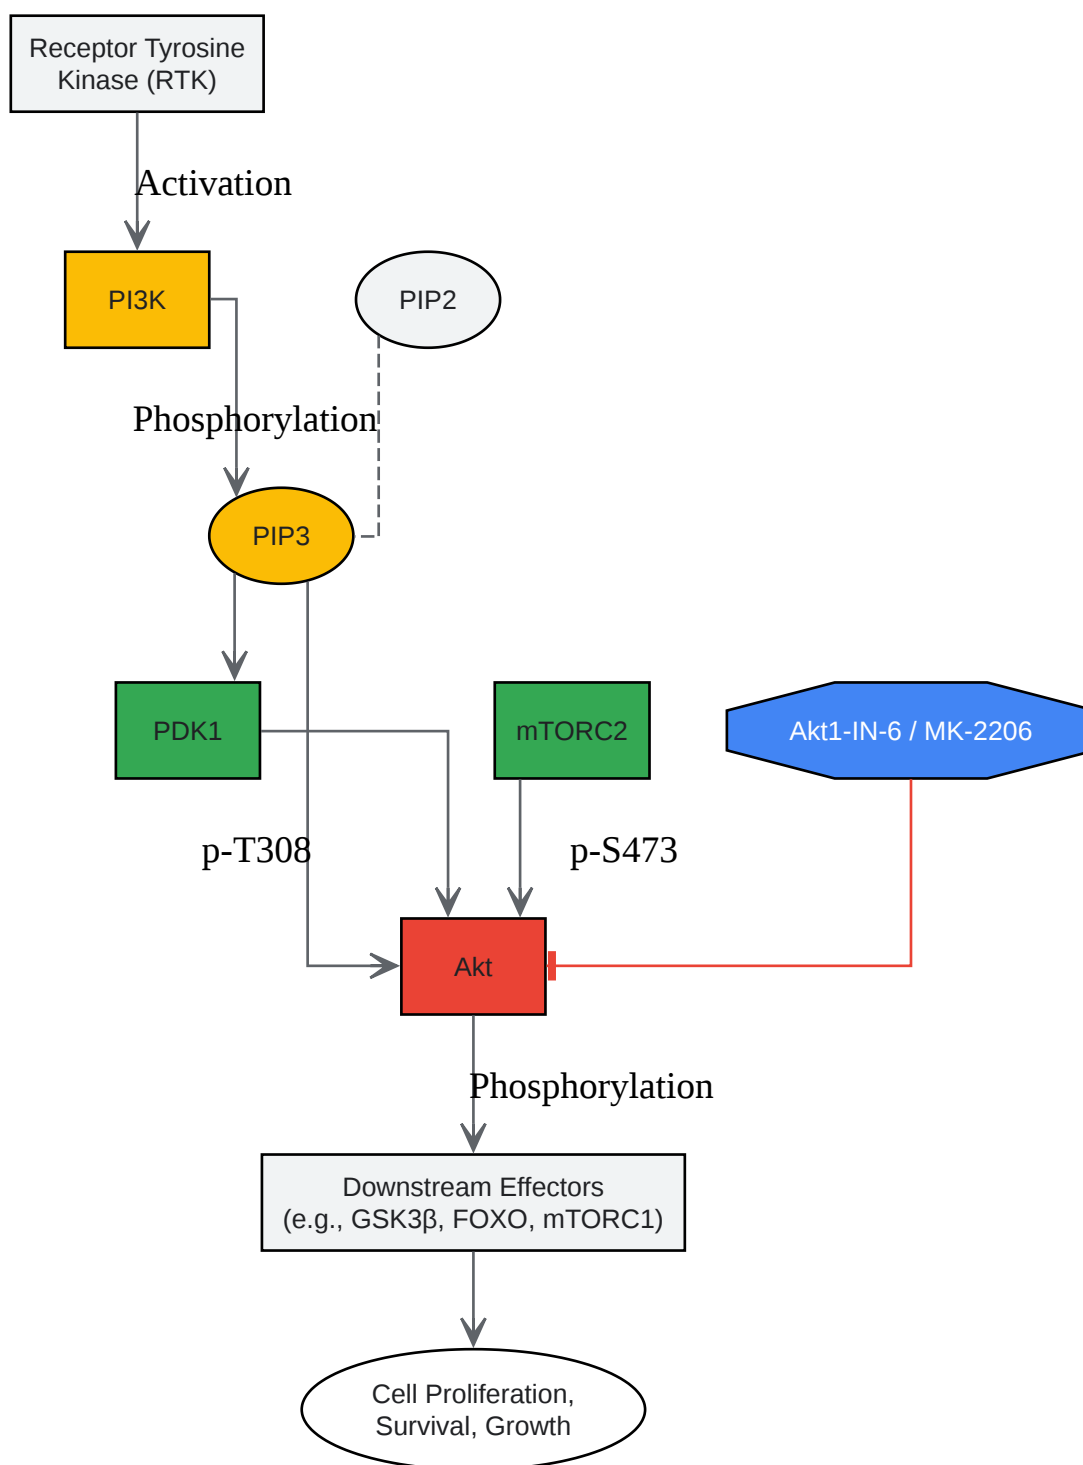 Receptor Tyrosine
Kinase (RTK)
Activation
PI3K
PIP2
Phosphorylation
PIP3
PDK1
mTORC2
Akt1-IN-6 / MK-2206
p-T308
p-S473
Akt
Phosphorylation
Downstream Effectors
(e.g., GSK3β, FOXO, mTORC1)
Cell Proliferation,
Survival, Growth